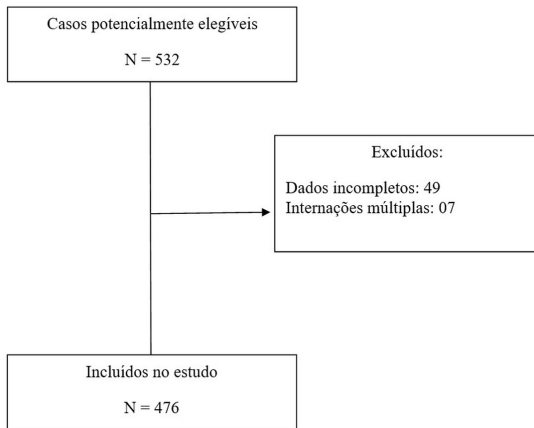 Casos potencialmente elegíveis
N = 532
Excluídos:
Dados incompletos: 49
Internações múltiplas: 07
Incluídos no estudo
N = 476